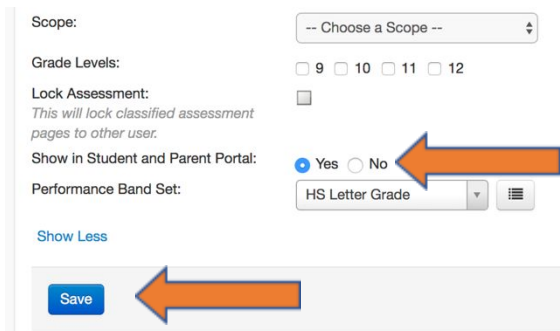 Scope: -- Choose a Scope --
Grade Levels: 9 10 11 12
Lock Assessment:
This will lock classified assessment
pages to other user.
Show in Student and Parent Portal: Yes No
Performance Band Set: HS Letter Grade
Show Less
Save